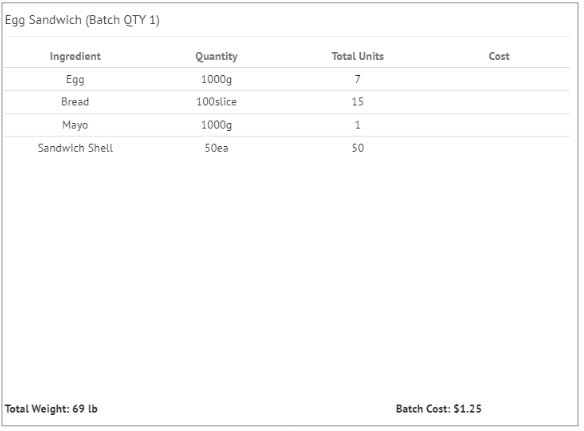 Egg Sandwich (Batch QTY 1)
Ingredient Quantity Total Units Cost
Egg 1000g 7
Bread 100slice 15
Mayo 1000g 1
Sandwich Shell 50ea 50
Total Weight: 69 lb Batch Cost: $1.25